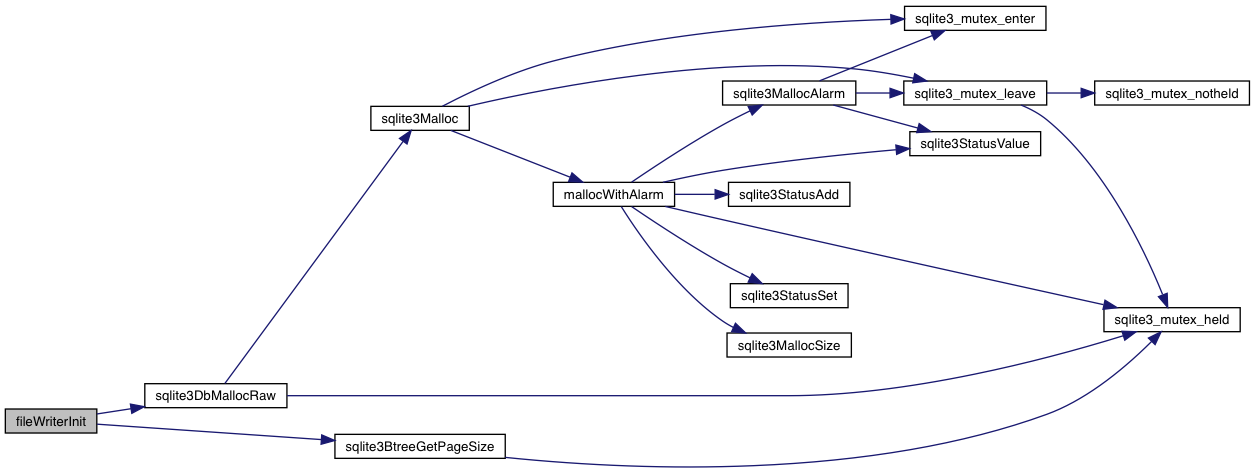 sqlite3_mutex_enter
sqlite3MallocAlarm
sqlite3_mutex_leave
sqlite3_mutex_notheld
sqlite3Malloc
sqlite3StatusValue
mallocWithAlarm
sqlite3StatusAdd
sqlite3StatusSet
sqlite3_mutex_held
sqlite3MallocSize
sqlite3DbMallocRaw
fileWriterInit
sqlite3BtreeGetPageSize